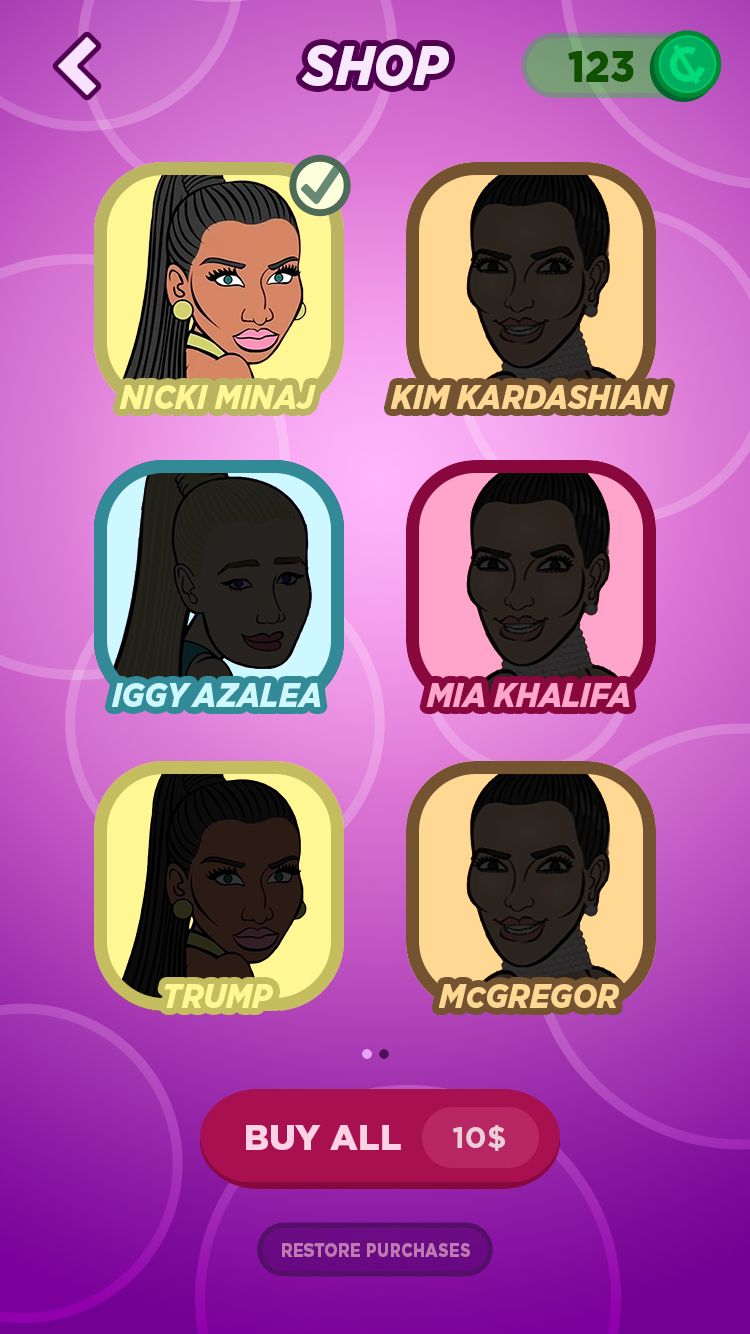 SHOP
123
NICKI MINAJ
KIM KARDASHIAN
IGGY AZALEA
MIA KHALIFA
TRUMP
McGREGOR
BUY ALL 10$
RESTORE PURCHASES